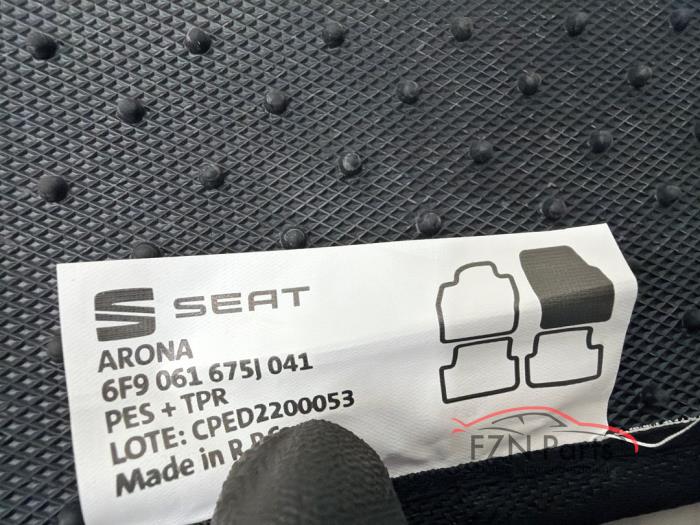 SEAT
ARONA
6F9 061 675J 041
PES + TPR
LOTE: CPED2200053
Made in
FZN Parts